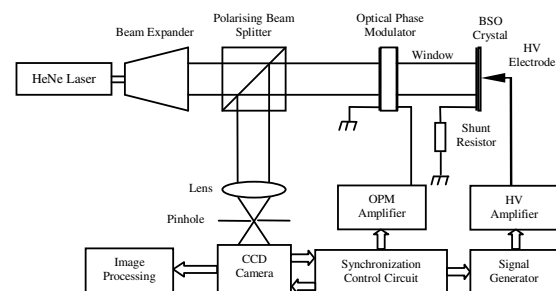 Beam Expander
Polarising Beam
Splitter
Optical Phase
Modulator
BSO
Crystal
HV
Electrode
HeNe Laser
Window
Shunt
Resistor
Lens
Pinhole
OPM
Amplifier
HV
Amplifier
Image
Processing
CCD
Camera
Synchronization
Control Circuit
Signal
Generator